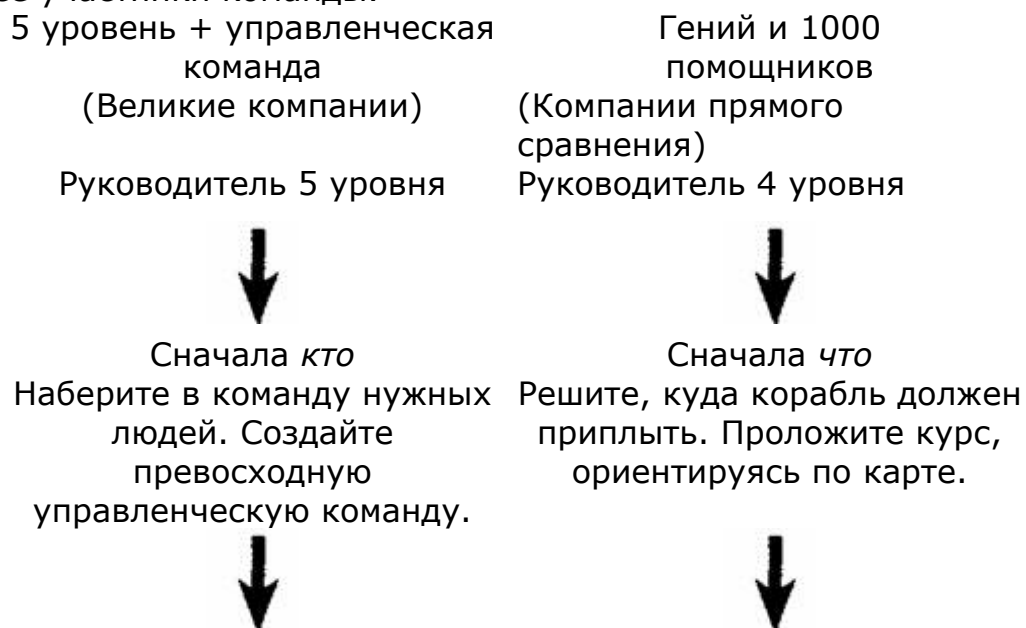 участники команды.
5 уровень + управленческая
команда
(Великие компании)
Руководитель 5 уровня
Гений и 1000
помощников
(Компании прямого
сравнения)
Руководитель 4 уровня
Сначала кто
Наберите в команду нужных
людей. Создайте
превосходную
управленческую команду.
Сначала что
Решите, куда корабль должен
приплыть. Проложите курс,
ориентируясь по карте.